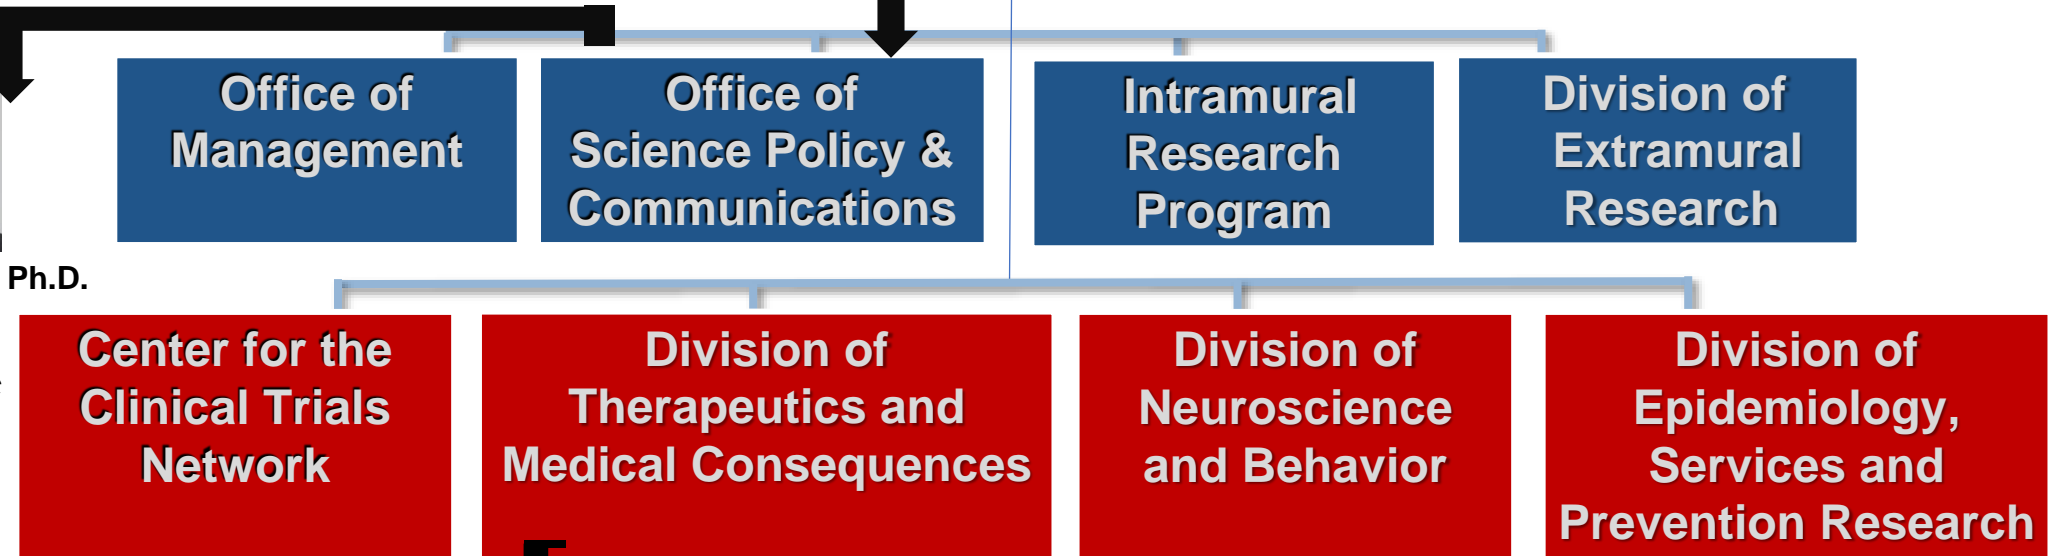 Office of
Management
Office of
Science Policy &
Communications
Intramural
Research
Program
Division of
Extramural
Research
Ph.D.
Center for the
Clinical Trials
Network
Division of
Therapeutics and
Medical Consequences
Division of
Neuroscience
and Behavior
Division of
Epidemiology,
Services and
Prevention Research